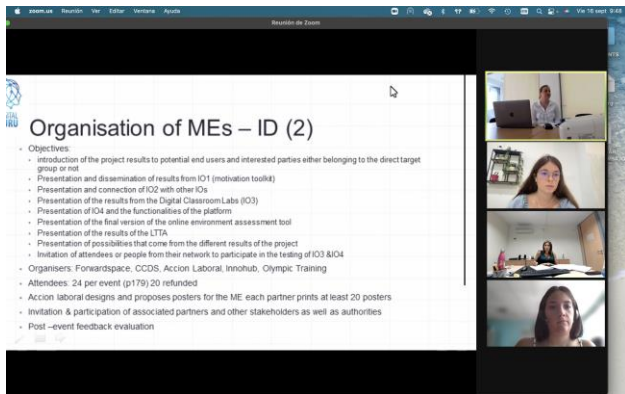 zoom.us Reunión Ver Editar Ventana Ayuda
Vie 16 sept 9:48
Reunión de Zoom
Organisation of MEs – ID (2)
Objectives:
introduction of the project results to potential end users and interested parties either belonging to the direct target
group or not
Presentation and dissemination of results from IO1 (motivation toolkit)
Presentation and connection of IO2 with other IOs
Presentation of the results from the Digital Classroom Labs (IO3)
Presentation of IO4 and the functionalities of the platform
Presentation of the final version of the online environment assessment tool
Presentation of the results of the LTTA
Presentation of possibilities that come from the different results of the project
Imitation of attendees or people from their network to participate in the testing of IO3 &IO4
Organisers: Forwardspace, CCDS, Accion Laboral, Innohub, Olympic Training
Attendees: 24 per event (p179) 20 refunded
Accion laboral designs and proposes posters for the ME each partner prints at least 20 posters
Invitation & participation of associated partners and other stakeholders as well as authorities
Post –event feedback evaluation